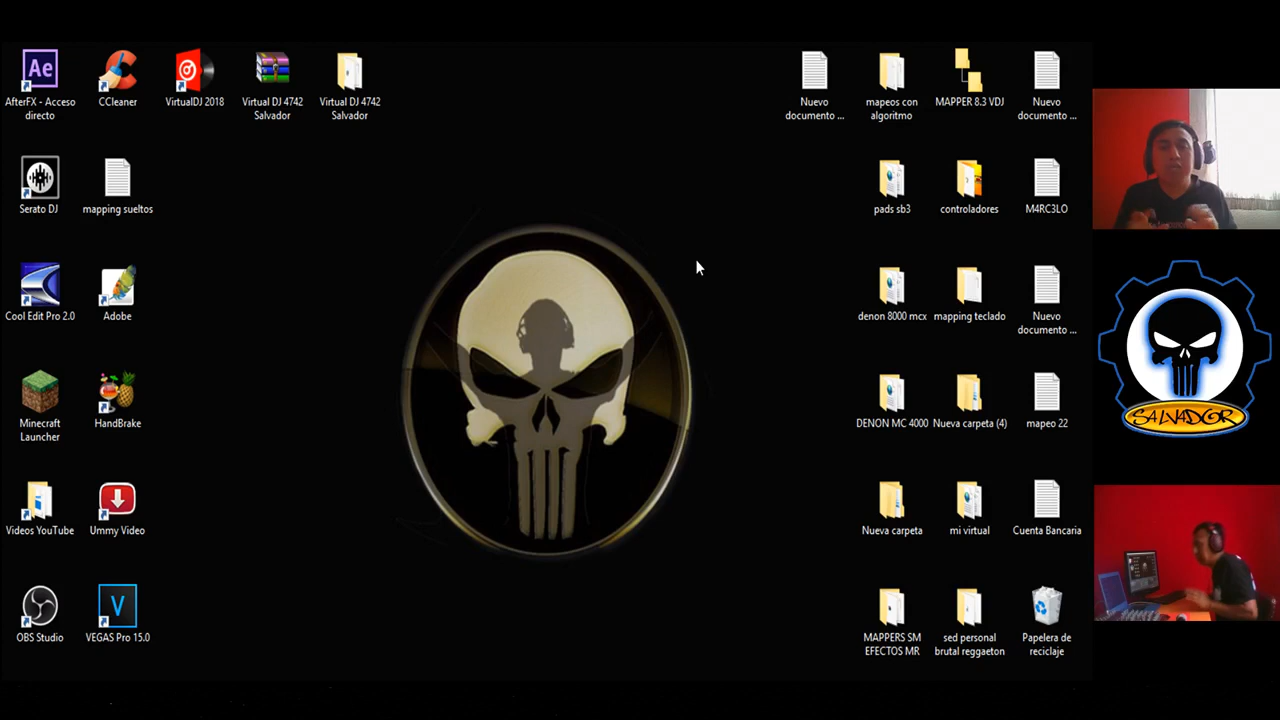 AfterFX - Acceso
directo
CCleaner
VirtualDJ 2018
Virtual DJ 4742
Salvador
Virtual DJ 4742
Salvador
Nuevo
documento ...
mapeos con
algoritmo
MAPPER 8.3 VDJ
Nuevo
documento ...
Serato DJ
mapping sueltos
pads sb3
controladores
M4RC3LO
Cool Edit Pro 2.0
Adobe
denon 8000 mcx
mapping teclado
Nuevo
documento ...
SALVADOR
Minecraft
Launcher
HandBrake
DENON MC 4000
Nueva carpeta (4)
mapeo 22
Videos YouTube
Ummy Video
Nueva carpeta
mi virtual
Cuenta Bancaria
OBS Studio
VEGAS Pro 15.0
MAPPERS SM
EFECTOS MR
sed personal
brutal reggaeton
Papelera de
reciclaje
Ae
V